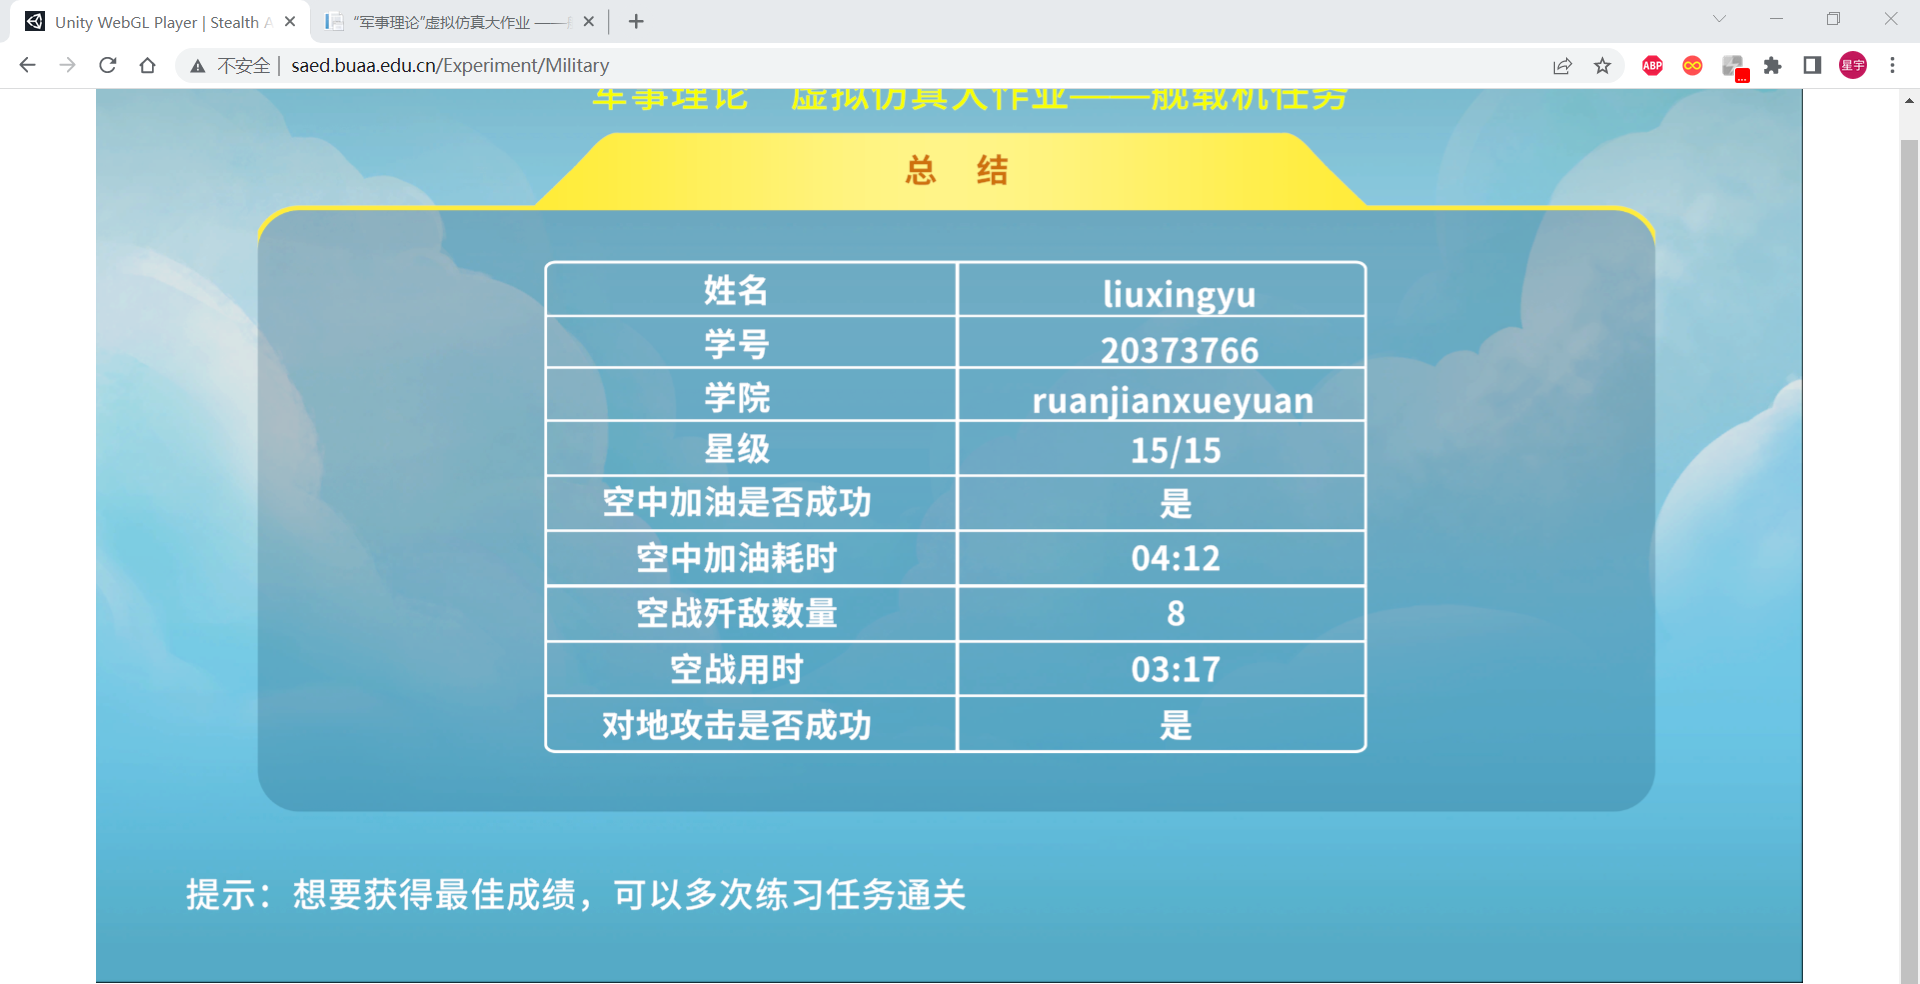 Unity WebGL Player | Stealth A
“军事理论”虚拟仿真大作业 ——
不安全 | saed.buaa.edu.cn/Experiment/Military
ABP
星宇
军事理论 虚拟仿真大作业——舰载机任务
总 结
姓名 liuxingyu
学号 20373766
学院 ruanjianxueyuan
星级 15/15
空中加油是否成功 是
空中加油耗时 04:12
空战歼敌数量 8
空战用时 03:17
对地攻击是否成功 是
提示：想要获得最佳成绩，可以多次练习任务通关